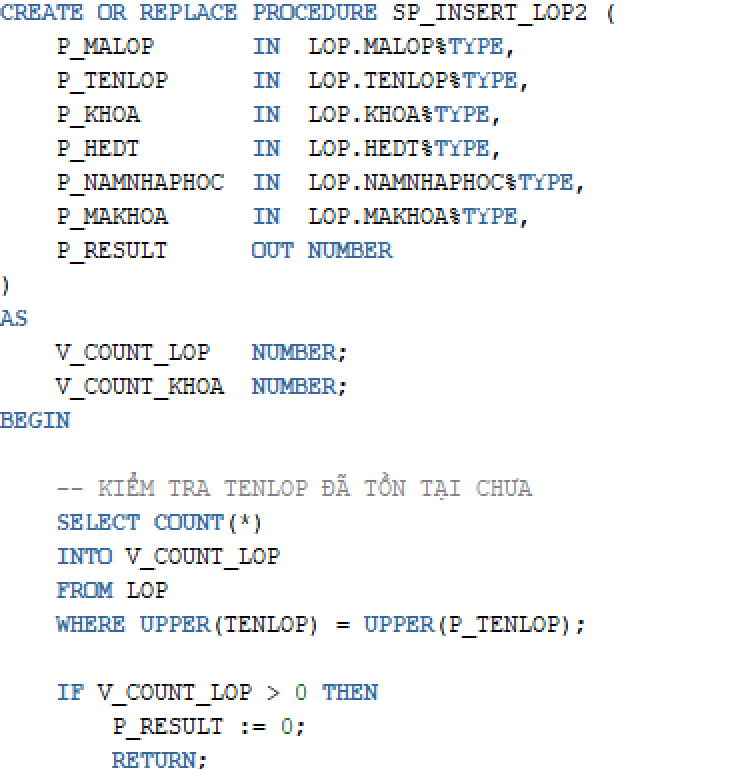 CREATE OR REPLACE PROCEDURE SP_INSERT_LOP2 (
    P_MALOP       IN  LOP.MALOP%TYPE,
    P_TENLOP      IN  LOP.TENLOP%TYPE,
    P_KHOA        IN  LOP.KHOA%TYPE,
    P_HEDT        IN  LOP.HEDT%TYPE,
    P_NAMNHAPHOC  IN  LOP.NAMNHAPHOC%TYPE,
    P_MAKHOA      IN  LOP.MAKHOA%TYPE,
    P_RESULT      OUT NUMBER
)
AS
    V_COUNT_LOP   NUMBER;
    V_COUNT_KHOA  NUMBER;
BEGIN

    -- KIỂM TRA TENLOP ĐÃ TỒN TẠI CHƯA
    SELECT COUNT(*)
    INTO V_COUNT_LOP
    FROM LOP
    WHERE UPPER(TENLOP) = UPPER(P_TENLOP);

    IF V_COUNT_LOP > 0 THEN
        P_RESULT := 0;
        RETURN;